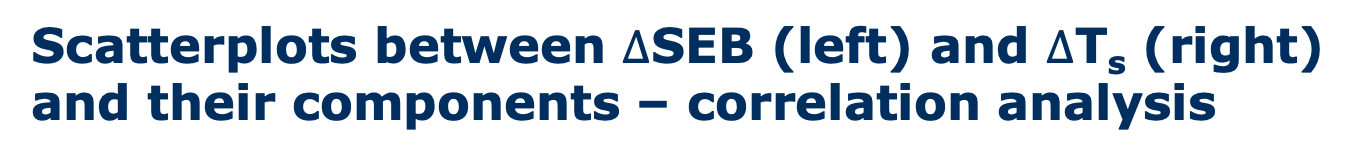 Scatterplots between ΔSEB (left) and ΔTₛ (right)
and their components – correlation analysis